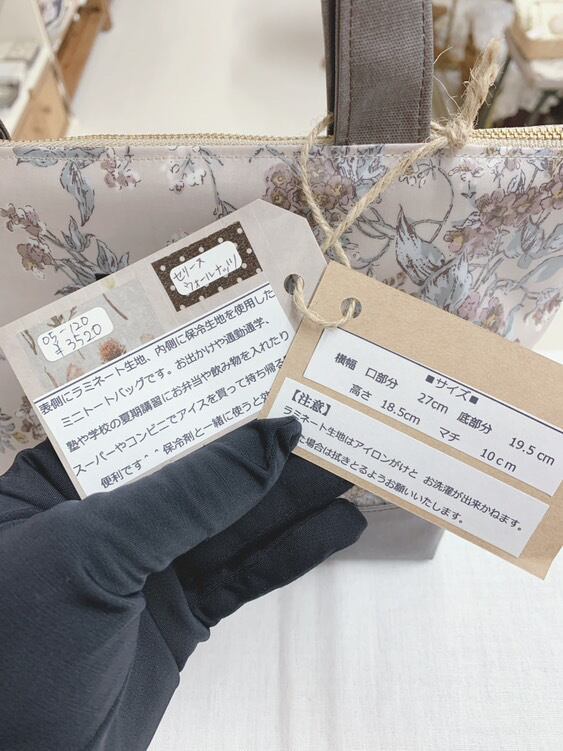 セリーズ
ウォールナッツ
05-120
¥3520
表側にラミネート生地、内側に保冷生地を使用した
ミニトートバッグです。お出かけや通勤通学、
塾や学校の夏期講習にお弁当や飲み物を入れたり
スーパーやコンビニでアイスを買って持ち帰る
便利です^^保冷剤と一緒に使うと
■サイズ■
横幅 口部分 27cm 底部分 19.5cm
高さ 18.5cm マチ 10cm
【注意】
ラミネート生地はアイロンがけと お洗濯が出来かねます。
た場合は拭きとるようお願いいたします。